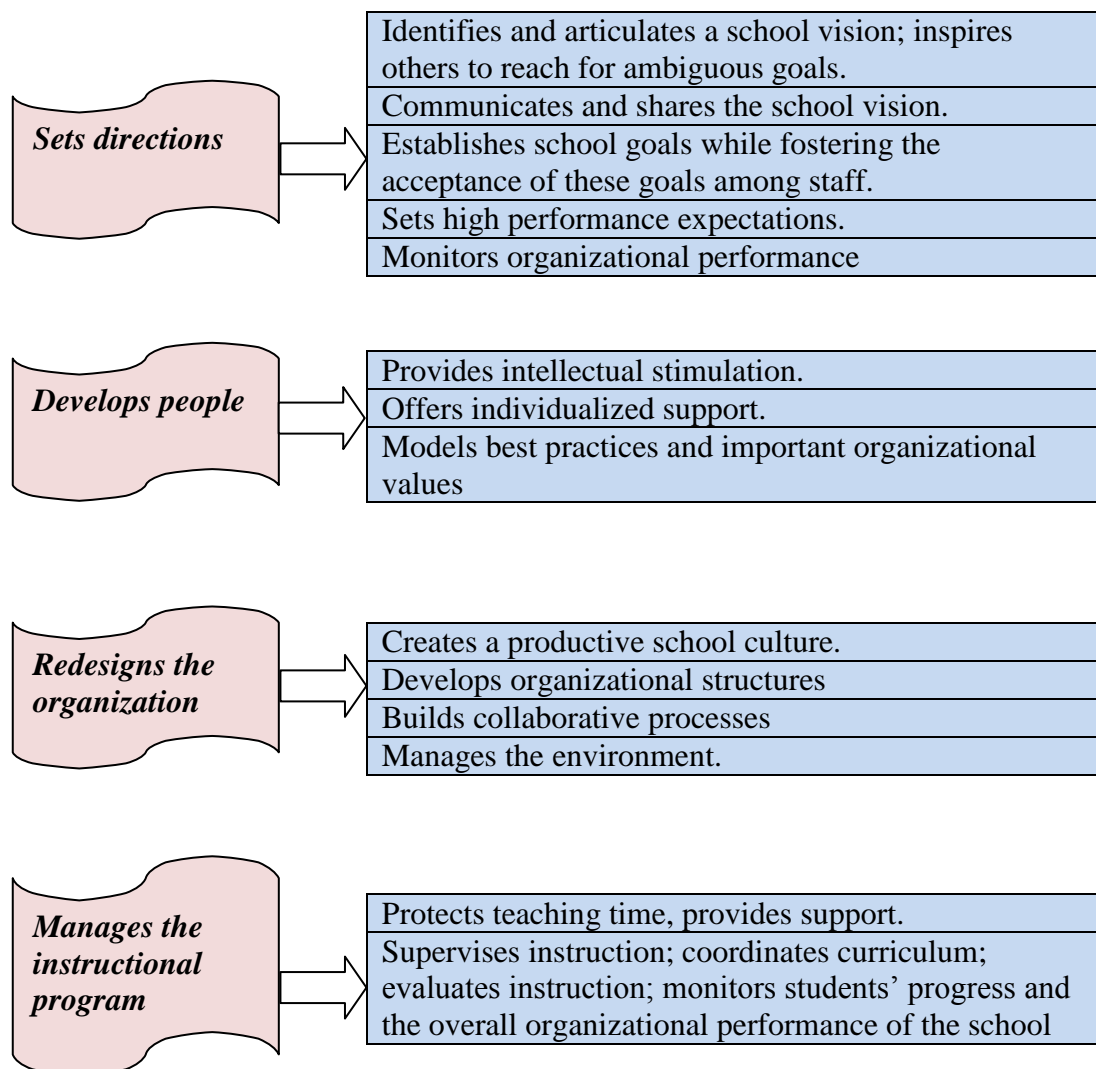 Sets directions
Identifies and articulates a school vision; inspires
others to reach for ambiguous goals.
Communicates and shares the school vision.
Establishes school goals while fostering the
acceptance of these goals among staff.
Sets high performance expectations.
Monitors organizational performance
Develops people
Provides intellectual stimulation.
Offers individualized support.
Models best practices and important organizational
values
Redesigns the
organization
Creates a productive school culture.
Develops organizational structures
Builds collaborative processes
Manages the environment.
Manages the
instructional
program
Protects teaching time, provides support.
Supervises instruction; coordinates curriculum;
evaluates instruction; monitors students’ progress and
the overall organizational performance of the school